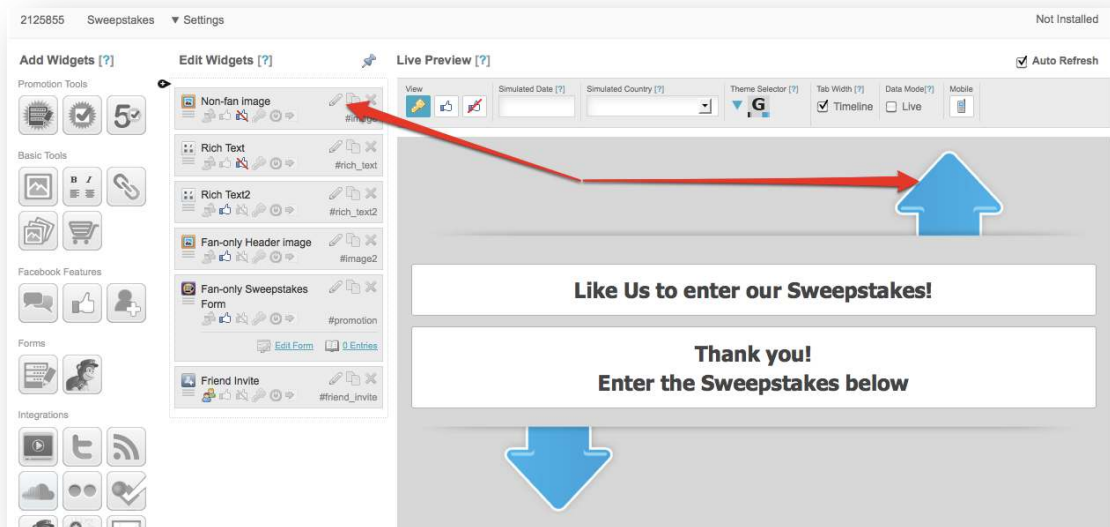 2125855 Sweepstakes ▼ Settings Not Installed
Add Widgets [?] Edit Widgets [?] Live Preview [?] Auto Refresh
Promotion Tools
5
Basic Tools
B I
Facebook Features
Forms
Integrations
Non-fan image
#image
Rich Text
#rich_text
Rich Text2
#rich_text2
Fan-only Header image
#image2
Fan-only Sweepstakes
Form
#promotion
Edit Form 0 Entries
Friend Invite
#friend_invite
View Simulated Date [?] Simulated Country [?] Theme Selector [?] Tab Width [?] Data Mode[?] Mobile
▼ G Timeline Live
Like Us to enter our Sweepstakes!
Thank you!
Enter the Sweepstakes below